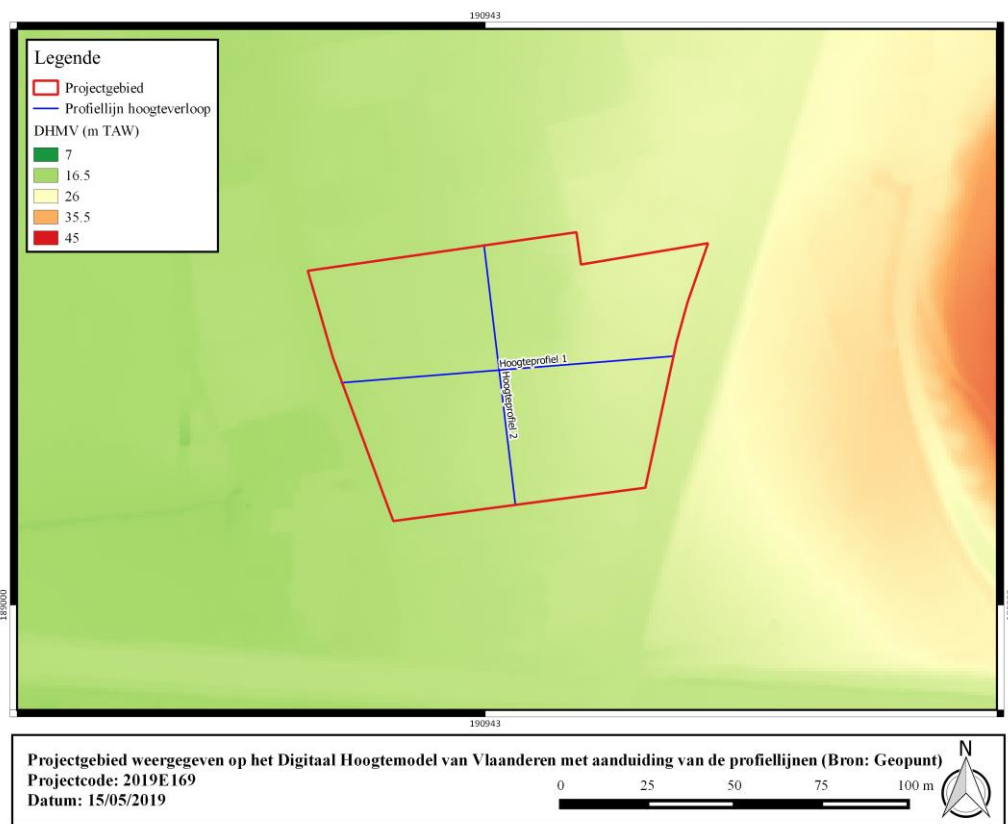 190943
Legende
Projectgebied
Profiellijn hoogteverloop
DHMV (m TAW)
7
16.5
26
35.5
45
Hoogteprofiel 1
Hoogteprofiel 2
189000
190943
Projectgebied weergegeven op het Digitaal Hoogtemodel van Vlaanderen met aanduiding van de profiellijnen (Bron: Geopunt)
Projectcode: 2019E169
Datum: 15/05/2019
0 25 50 75 100 m
N